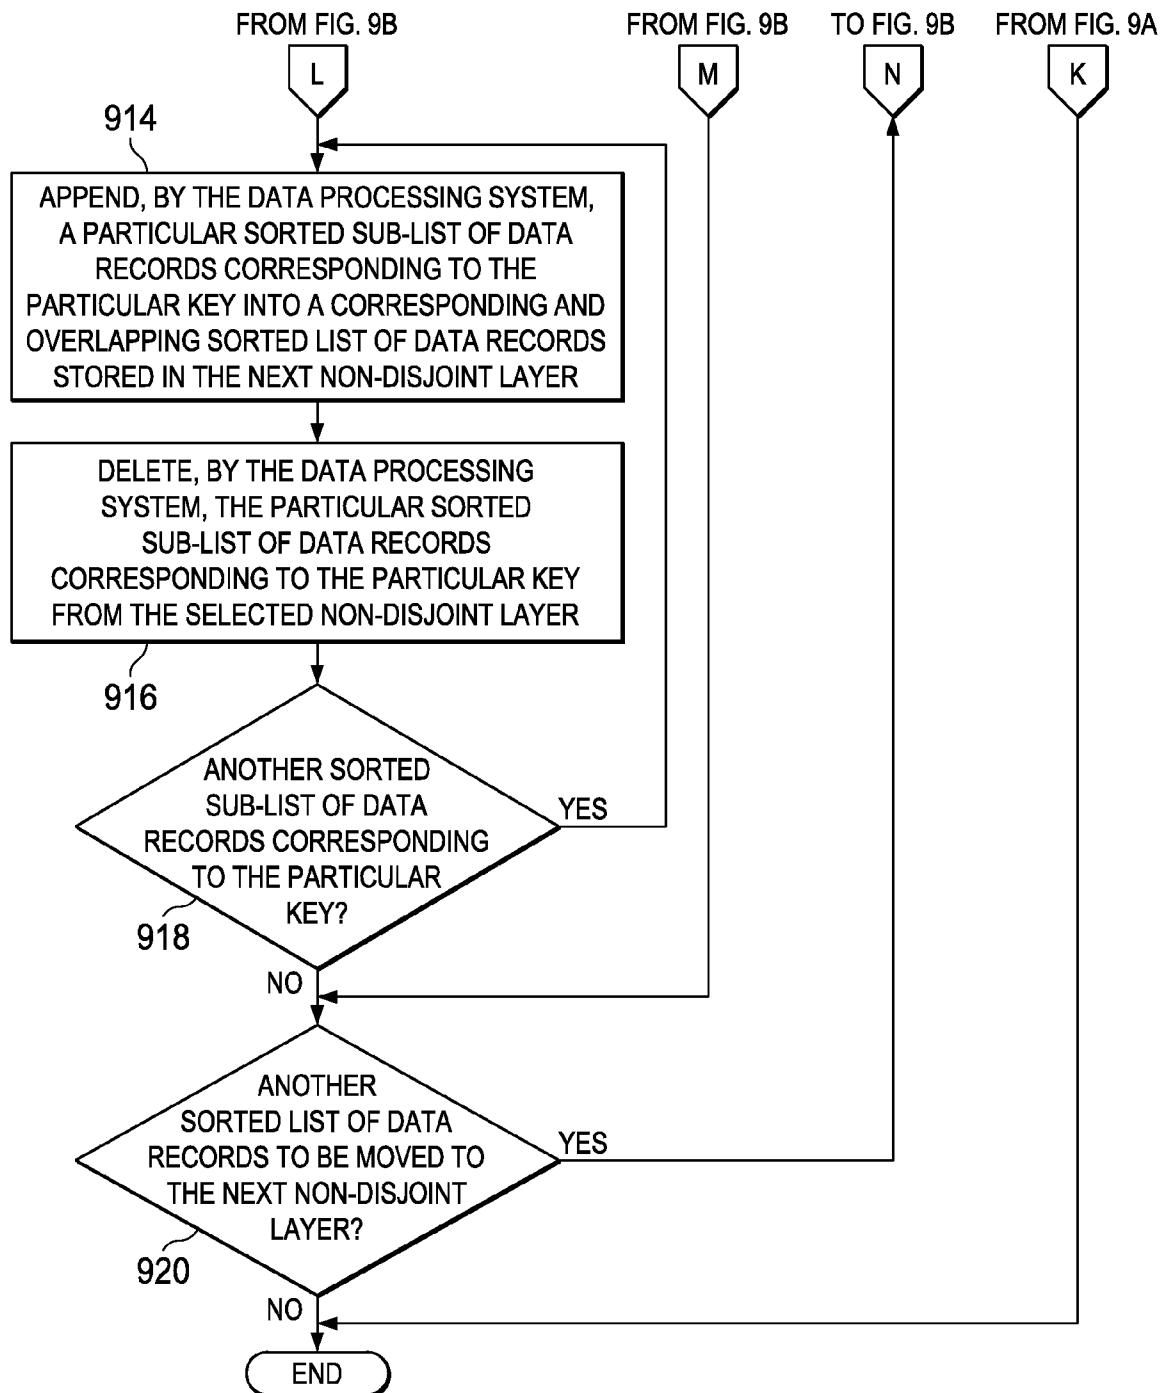 FROM FIG. 9B
FROM FIG. 9B
TO FIG. 9B
FROM FIG. 9A
L
M
N
K
914
APPEND, BY THE DATA PROCESSING SYSTEM,
A PARTICULAR SORTED SUB-LIST OF DATA
RECORDS CORRESPONDING TO THE
PARTICULAR KEY INTO A CORRESPONDING AND
OVERLAPPING SORTED LIST OF DATA RECORDS
STORED IN THE NEXT NON-DISJOINT LAYER
DELETE, BY THE DATA PROCESSING
SYSTEM, THE PARTICULAR SORTED
SUB-LIST OF DATA RECORDS
CORRESPONDING TO THE PARTICULAR KEY
FROM THE SELECTED NON-DISJOINT LAYER
916
ANOTHER SORTED
SUB-LIST OF DATA
RECORDS CORRESPONDING
TO THE PARTICULAR
KEY?
YES
918
NO
ANOTHER
SORTED LIST OF DATA
RECORDS TO BE MOVED TO
THE NEXT NON-DISJOINT
LAYER?
YES
920
NO
END